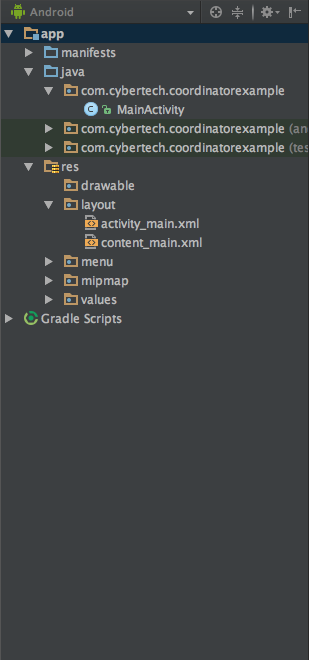 Android
app
manifests
java
com.cybertech.coordinatorexample
C MainActivity
com.cybertech.coordinatorexample (an
com.cybertech.coordinatorexample (tes
res
drawable
layout
activity_main.xml
content_main.xml
menu
mipmap
values
Gradle Scripts